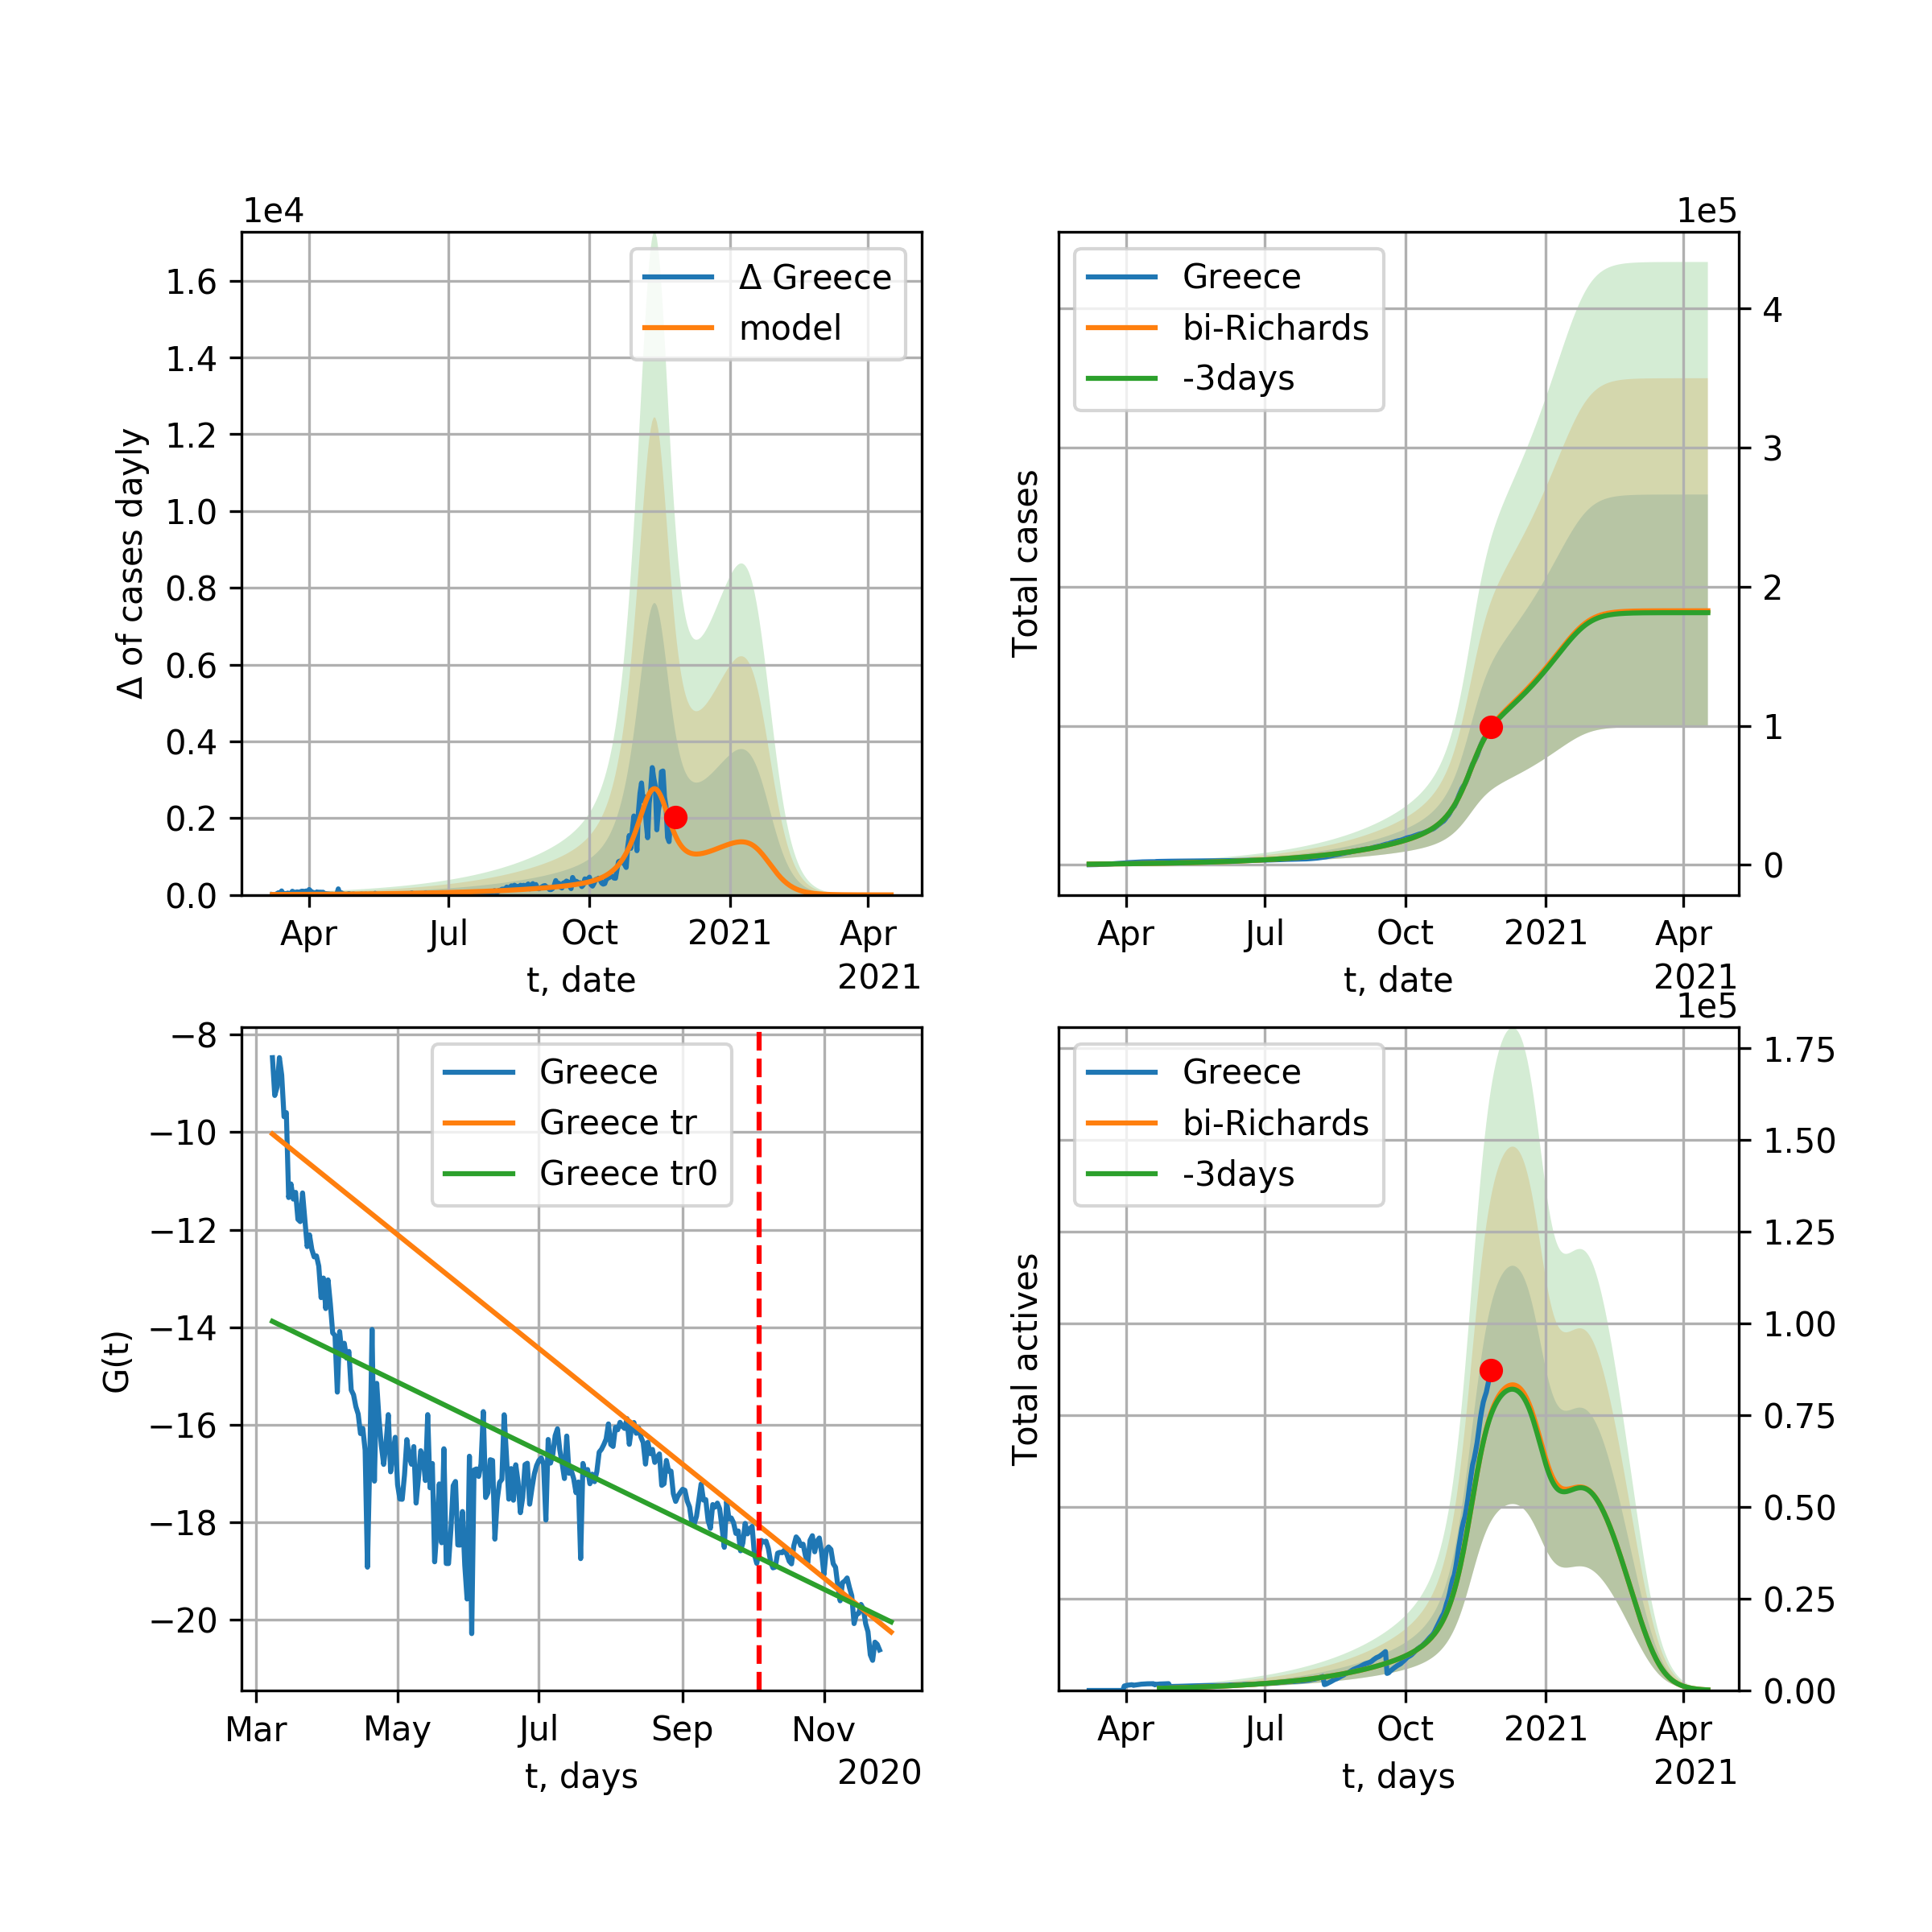 1e4
Δ of cases dayly
1.6
1.4
1.2
1.0
0.8
0.6
0.4
0.2
0.0
Δ Greece
model
Apr Jul Oct 2021 Apr
t, date 2021
1e5
Total cases
Greece
bi-Richards
-3days
4
3
2
1
0
Apr Jul Oct 2021 Apr
t, date 2021
G(t)
−8
−10
−12
−14
−16
−18
−20
Greece
Greece tr
Greece tr0
Mar May Jul Sep Nov
t, days 2020
1e5
Total actives
Greece
bi-Richards
-3days
1.75
1.50
1.25
1.00
0.75
0.50
0.25
0.00
Apr Jul Oct 2021 Apr
t, days 2021